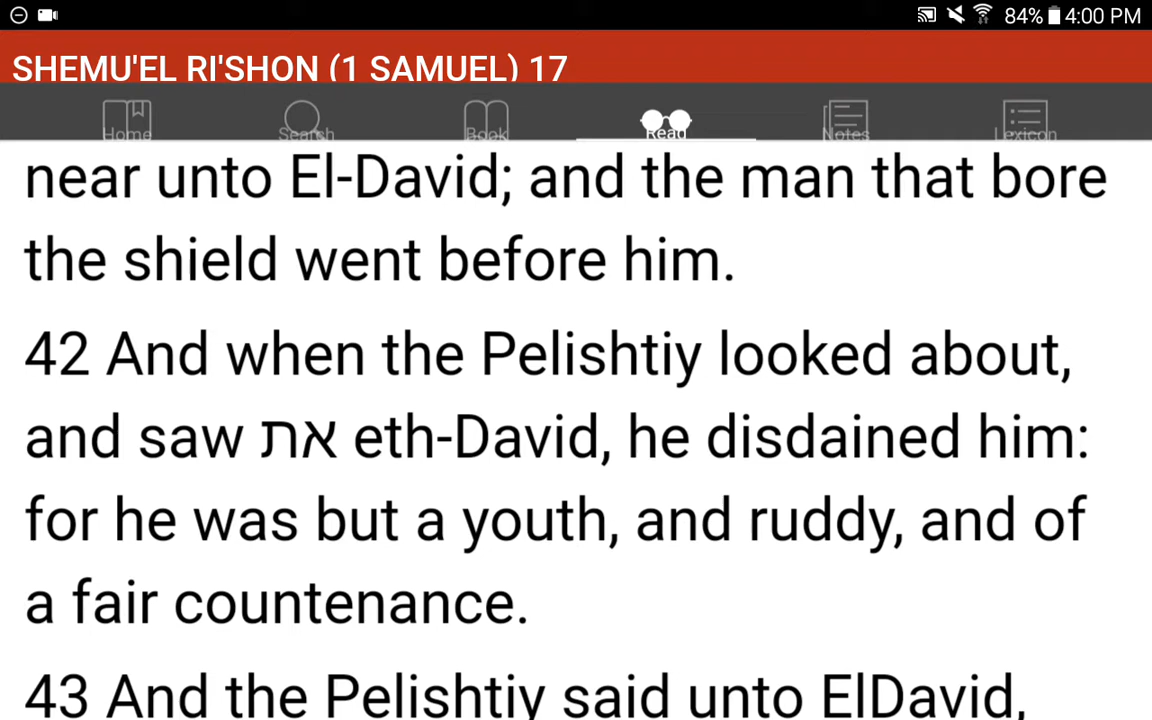 84% 4:00 PM
SHEMU'EL RI'SHON (1 SAMUEL) 17
Home Search Book Read Notes Lexicon
near unto El-David; and the man that bore
the shield went before him.
42 And when the Pelishtiy looked about,
and saw את eth-David, he disdained him:
for he was but a youth, and ruddy, and of
a fair countenance.
43 And the Pelishtiy said unto ElDavid,